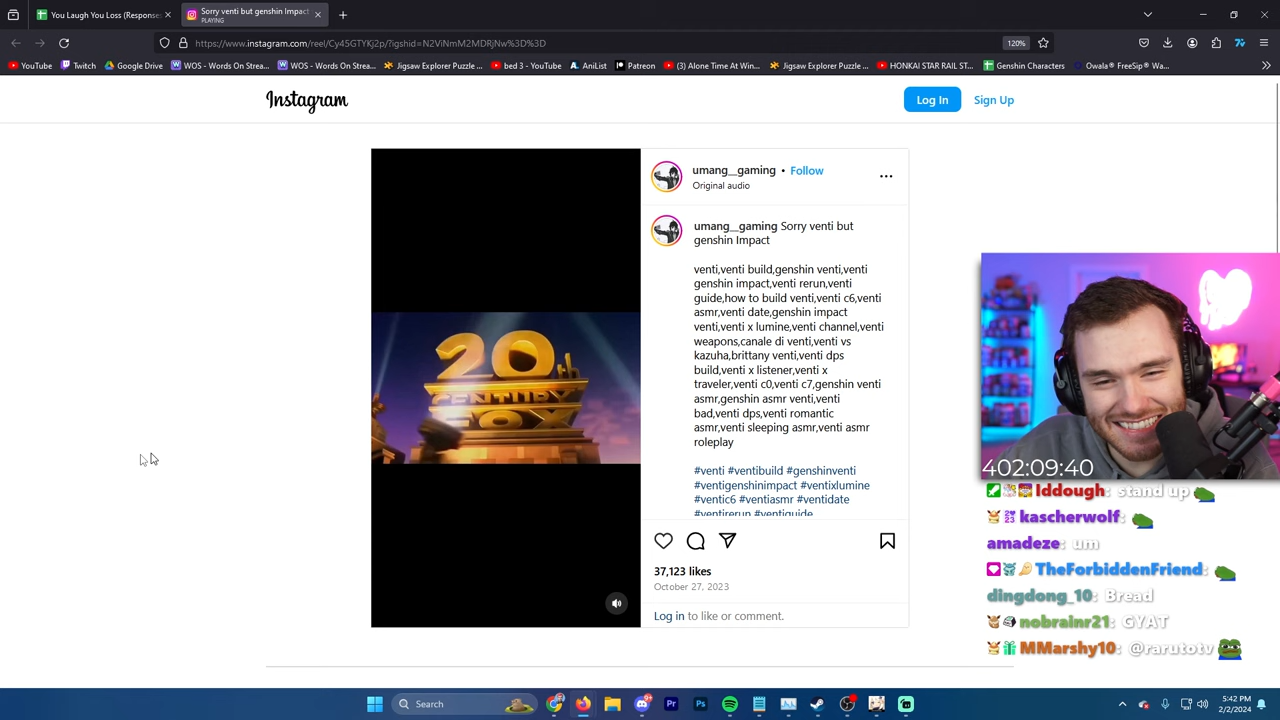 You Laugh You Lose (Respons
Sorry venti but genshin Impact
PLAYING
https://www.instagram.com/reel/Cy45GTYKj2p/?igshid=N2ViNmM2MDRjNw%3D%3D
120%
YouTube
Twitch
Google Drive
WOS - Words On Strea...
WOS - Words On Strea...
Jigsaw Explorer Puzzle ...
bed 3 - YouTube
AniList
Patreon
(3) Alone Time At Win...
Jigsaw Explorer Puzzle ...
HONKAI STAR RAIL ST...
Genshin Characters
Owala® FreeSip® Wa...
Instagram
Log In
Sign Up
20th
CENTURY
FOX
umang__gaming • Follow
Original audio
umang__gaming Sorry venti but
genshin Impact
venti,venti build,genshin venti,venti
genshin impact,venti rerun,venti
guide,how to build venti,venti c6,venti
asmr,venti date,genshin impact
venti,venti x lumine,venti channel,venti
weapons,canale di venti,venti vs
kazuha,brittany venti,venti dps
build,venti x listener,venti x
traveler,venti c0,venti c7,genshin venti
asmr,genshin asmr venti,venti
bad,venti dps,venti romantic
asmr,venti sleeping asmr,venti asmr
roleplay
#venti #ventibuild #genshinventi
#ventigenshinimpact #ventixlumine
#ventic6 #ventiasmr #ventidate
#ventirerun #ventiguide
37,123 likes
October 27, 2023
Log in to like or comment.
402:09:40
lddough: stand up
kascherwolf:
amadeze: um
TheForbiddenFriend:
dingdong_10: Bread
nobrainr21: GYAT
MMarshy10: @rarutotv
Search
5:42 PM
2/2/2024